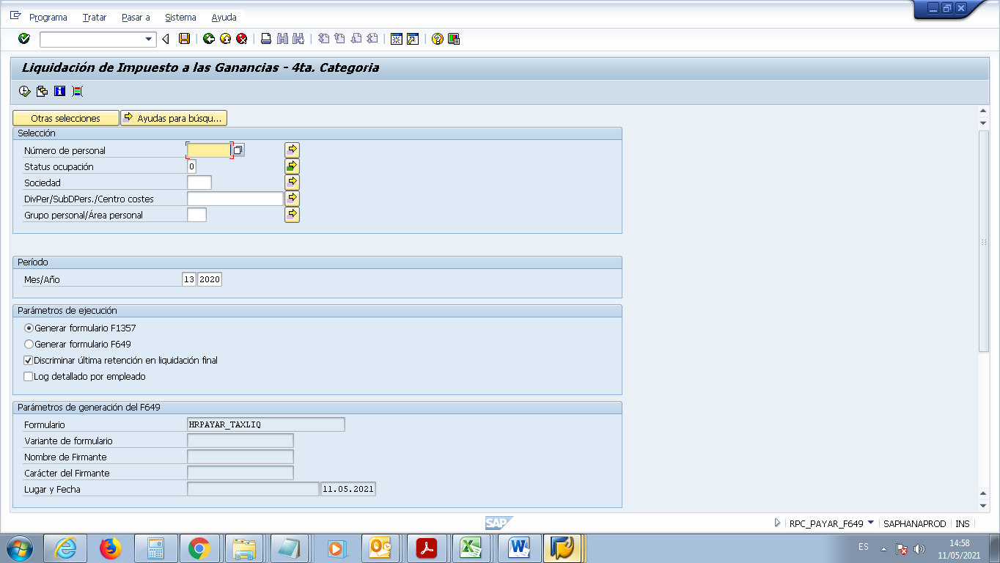 Programa Tratar Pasar a Sistema Ayuda
Liquidación de Impuesto a las Ganancias - 4ta. Categoria
Otras selecciones Ayudas para búsqu...
Selección
Número de personal
Status ocupación 0
Sociedad
DivPer/SubDPers./Centro costes
Grupo personal/Área personal
Período
Mes/Año 13 2020
Parámetros de ejecución
Generar formulario F1357
Generar formulario F649
Discriminar última retención en liquidación final
Log detallado por empleado
Parámetros de generación del F649
Formulario HRPAYAR_TAXLIQ
Variante de formulario
Nombre de Firmante
Carácter del Firmante
Lugar y Fecha 11.05.2021
SAP RPC_PAYAR_F649 SAPHANAPROD INS
ES 14:58
11/05/2021